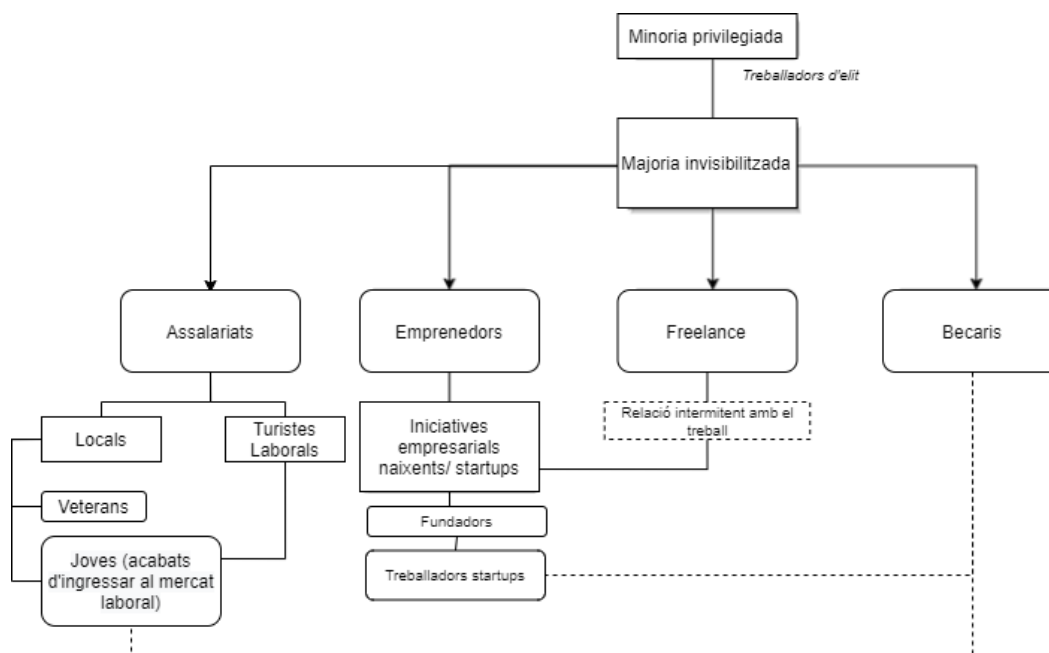 Minoria privilegiada
Treballadors d'elit
Majoria invisibilitzada
Assalariats
Emprenedors
Freelance
Becaris
Locals
Turistes
Laborals
Iniciatives
empresarials
naixents/ startups
Relació intermitent amb el
treball
Veterans
Fundadors
Joves (acabats
d'ingressar al mercat
laboral)
Treballadors startups